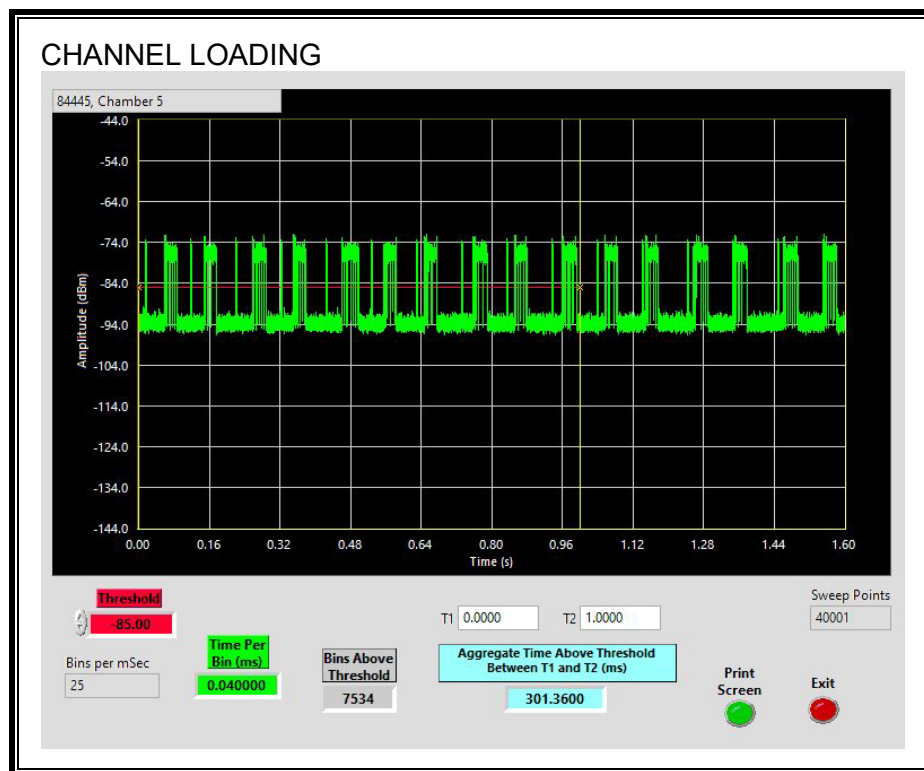 CHANNEL LOADING
84445, Chamber 5
-44.0
-54.0
-64.0
-74.0
-84.0
-94.0
-104.0
-114.0
-124.0
-134.0
-144.0
Amplitude (dBm)
0.00 0.16 0.32 0.48 0.64 0.80 0.96 1.12 1.28 1.44 1.60
Time (s)
Threshold
-85.00
T1 0.0000 T2 1.0000
Sweep Points
40001
Bins per mSec
25
Time Per
Bin (ms)
0.040000
Bins Above
Threshold
7534
Aggregate Time Above Threshold
Between T1 and T2 (ms)
301.3600
Print
Screen
Exit